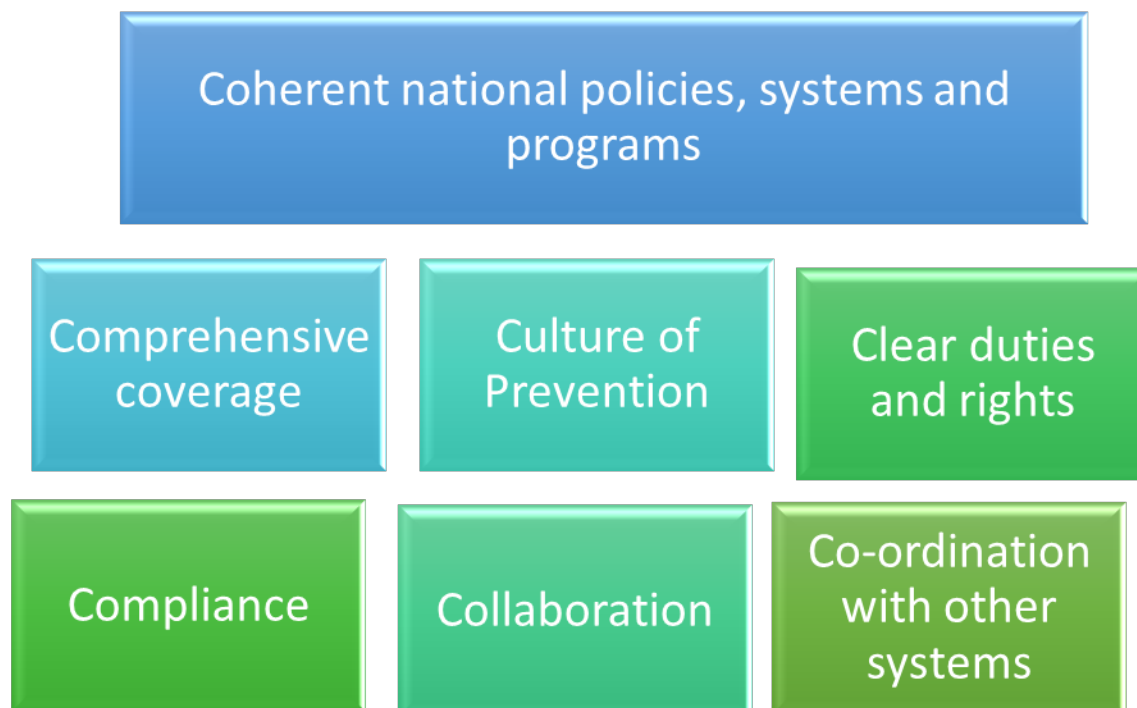 Coherent national policies, systems and
programs
Comprehensive
coverage
Culture of
Prevention
Clear duties
and rights
Compliance
Collaboration
Co-ordination
with other
systems